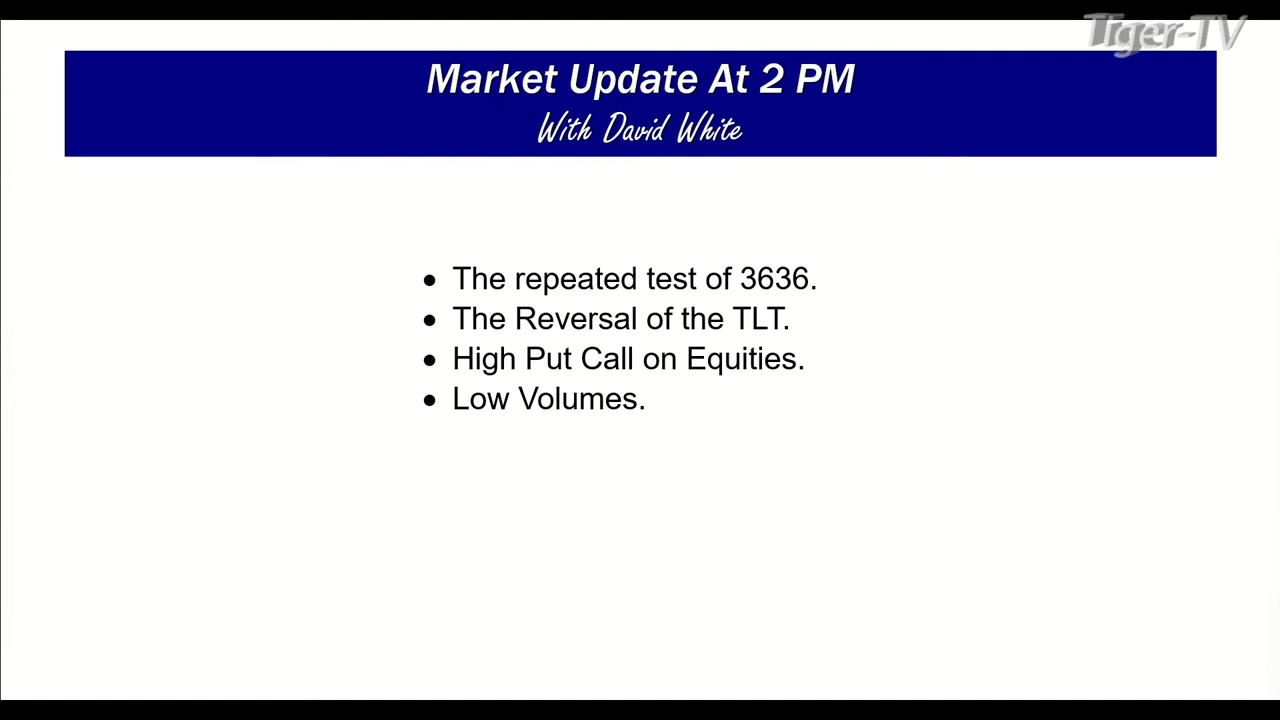 Tiger-TV
Market Update At 2 PM
With David White
• The repeated test of 3636.
• The Reversal of the TLT.
• High Put Call on Equities.
• Low Volumes.